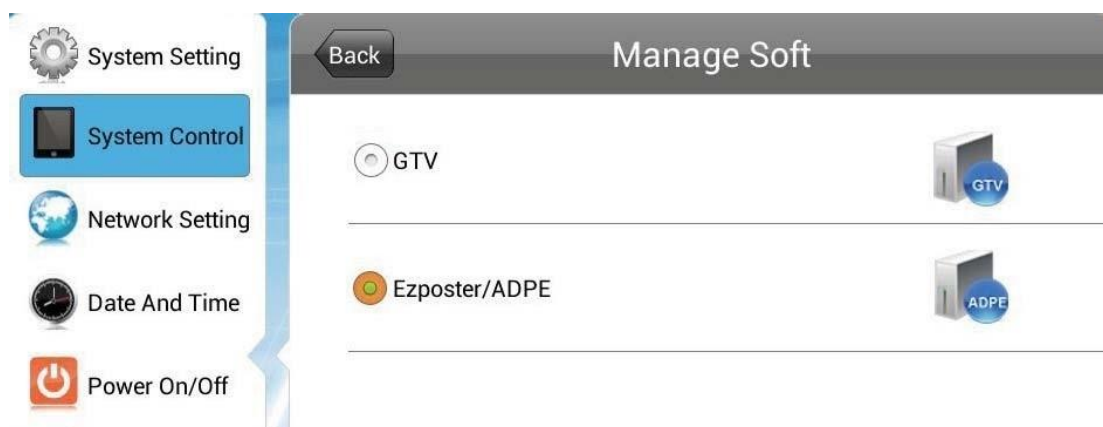 System Setting
System Control
Network Setting
Date And Time
Power On/Off
Back
Manage Soft
GTV
GTV
Ezposter/ADPE
ADPE